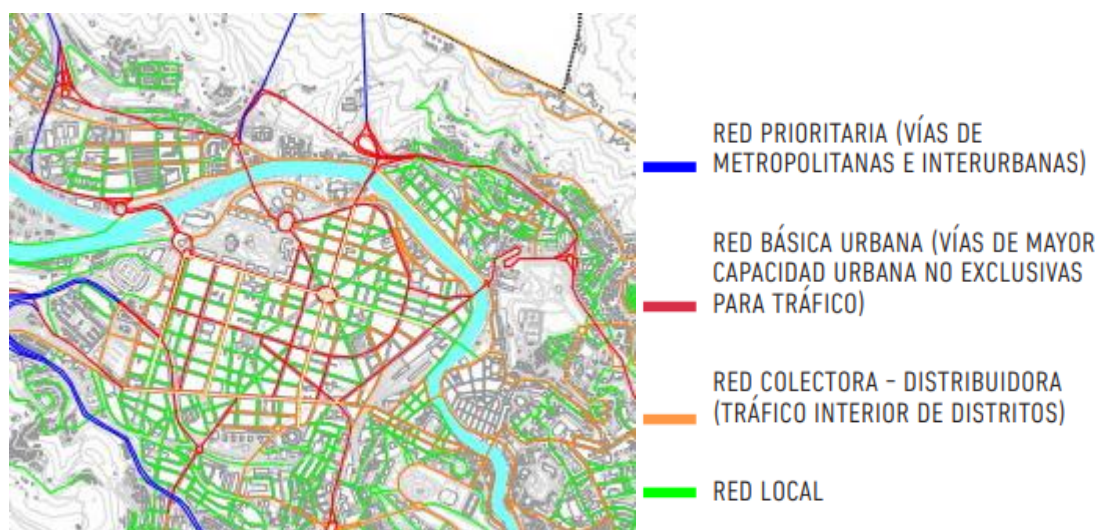 RED PRIORITARIA (VÍAS DE
METROPOLITANAS E INTERURBANAS)
RED BÁSICA URBANA (VÍAS DE MAYOR
CAPACIDAD URBANA NO EXCLUSIVAS
PARA TRÁFICO)
RED COLECTORA - DISTRIBUIDORA
(TRÁFICO INTERIOR DE DISTRITOS)
RED LOCAL